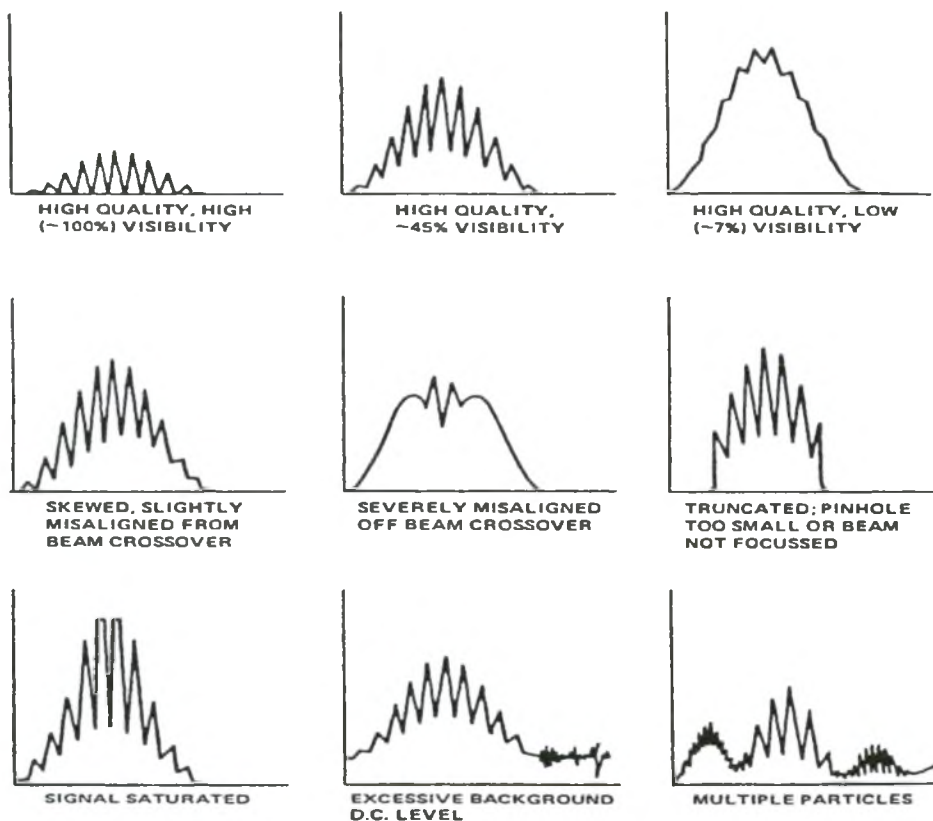 HIGH QUALITY, HIGH
(~100%) VISIBILITY
HIGH QUALITY,
~45% VISIBILITY
HIGH QUALITY, LOW
(~7%) VISIBILITY
SKEWED, SLIGHTLY
MISALIGNED FROM
BEAM CROSSOVER
SEVERELY MISALIGNED
OFF BEAM CROSSOVER
TRUNCATED; PINHOLE
TOO SMALL OR BEAM
NOT FOCUSSED
SIGNAL SATURATED
EXCESSIVE BACKGROUND
D.C. LEVEL
MULTIPLE PARTICLES